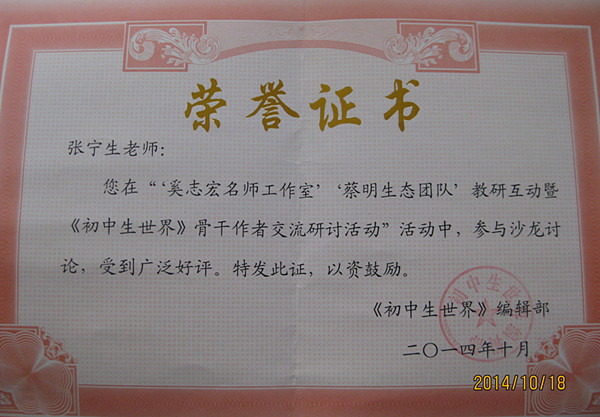 荣誉证书
张宁生老师：
您在“‘奚志宏名师工作室’‘蔡明生态团队’教研互动暨
《初中生世界》骨干作者交流研讨活动”活动中，参与沙龙讨
论，受到广泛好评。特发此证，以资鼓励。
《初中生世界》编辑部
二〇一四年十月
2014/10/18